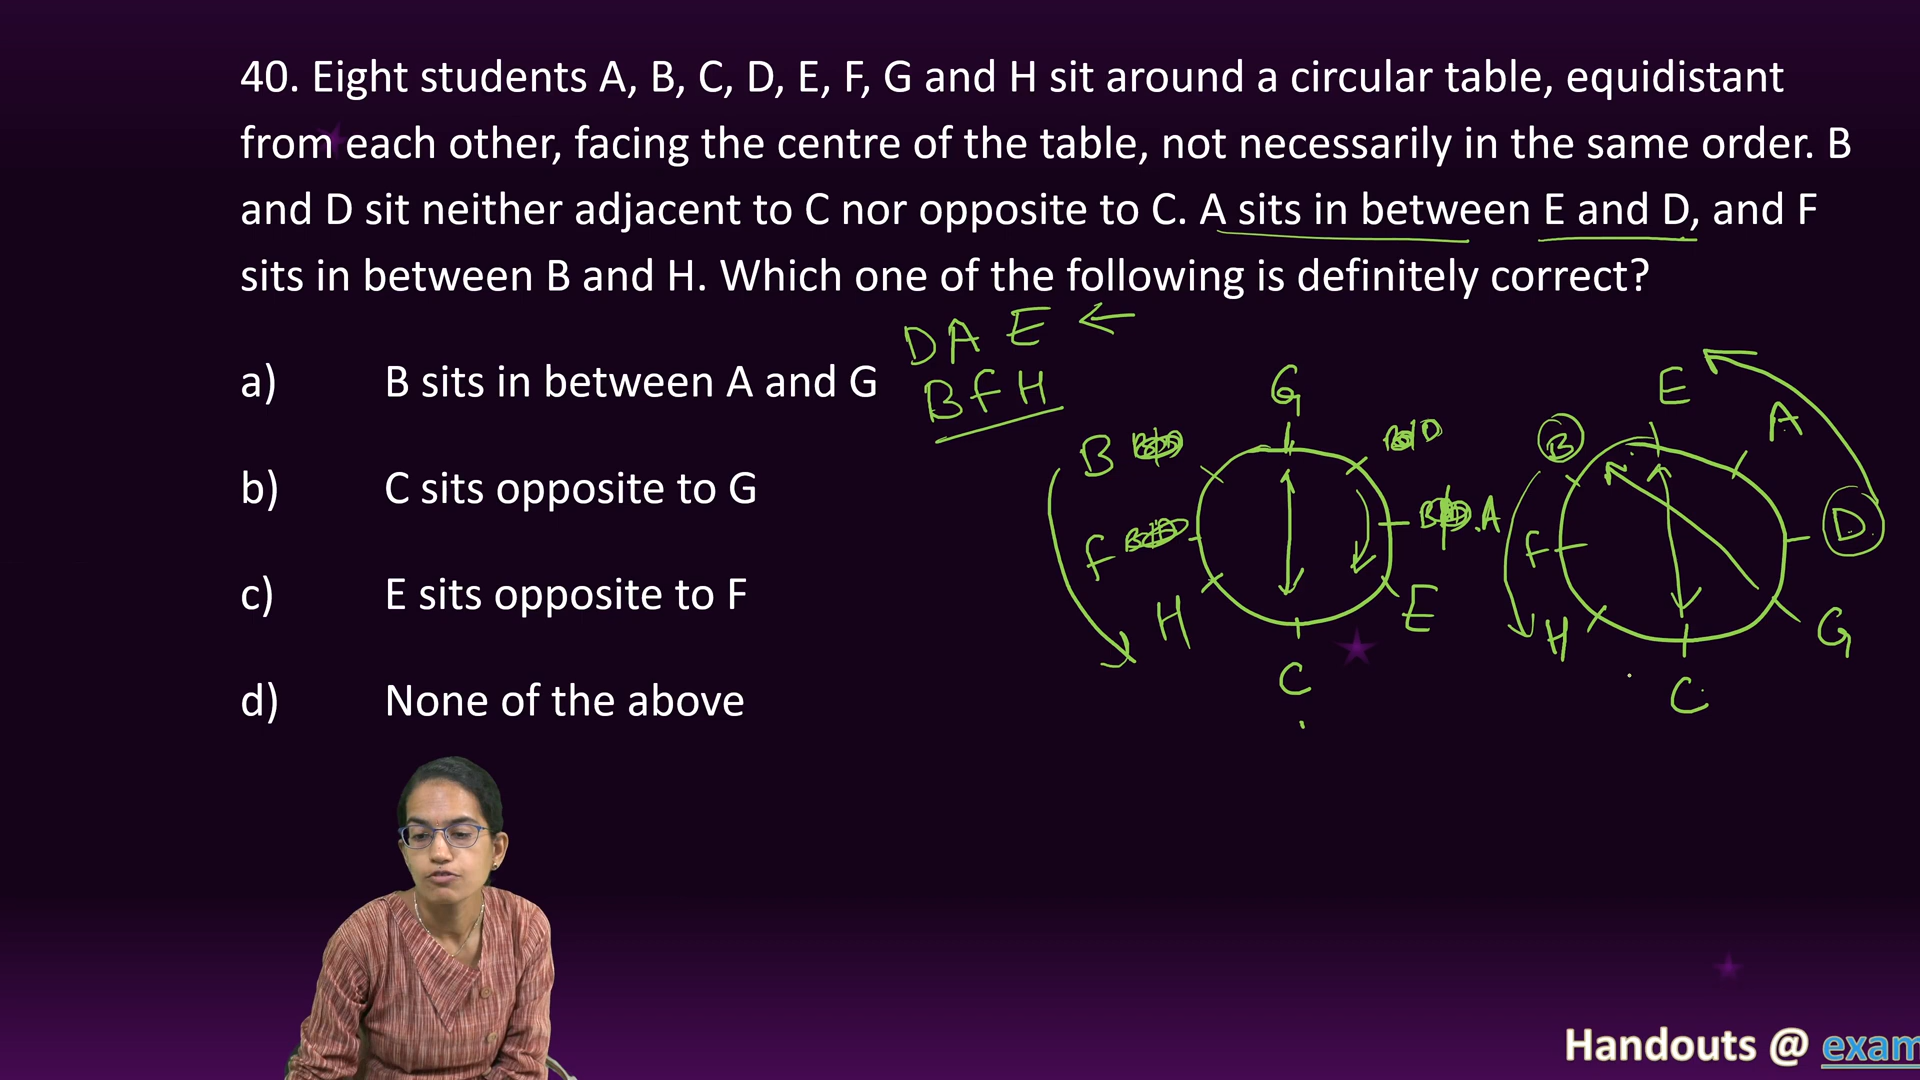 40. Eight students A, B, C, D, E, F, G and H sit around a circular table, equidistant
from each other, facing the centre of the table, not necessarily in the same order. B
and D sit neither adjacent to C nor opposite to C. A sits in between E and D, and F
sits in between B and H. Which one of the following is definitely correct?
D A E
a) B sits in between A and G
B F H
b) C sits opposite to G
c) E sits opposite to F
d) None of the above
G
B
D
F
A
H
E
C
E
B
A
F
D
H
G
C
Handouts @ exam